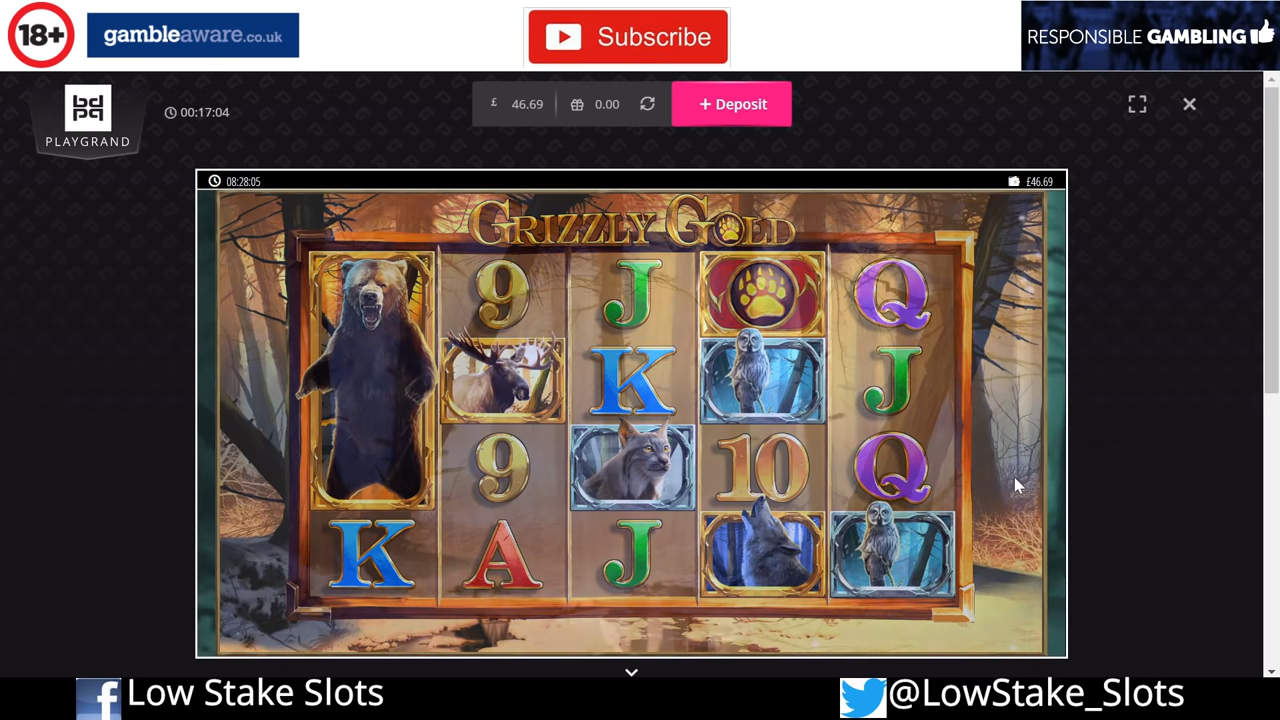 18+
gambleaware.co.uk
Subscribe
RESPONSIBLE GAMBLING
PLAYGRAND
00:17:04
£ 46.69
0.00
+ Deposit
08:28:05
£46.69
GRIZZLY GOLD
9 J Q
K J
9 10 Q
K A J
Low Stake Slots
@LowStake_Slots